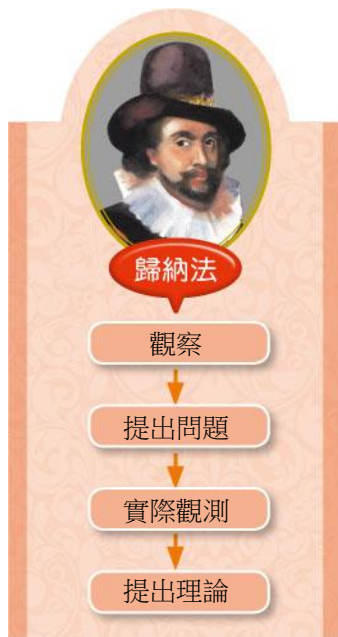 歸納法
觀察
提出問題
實際觀測
提出理論